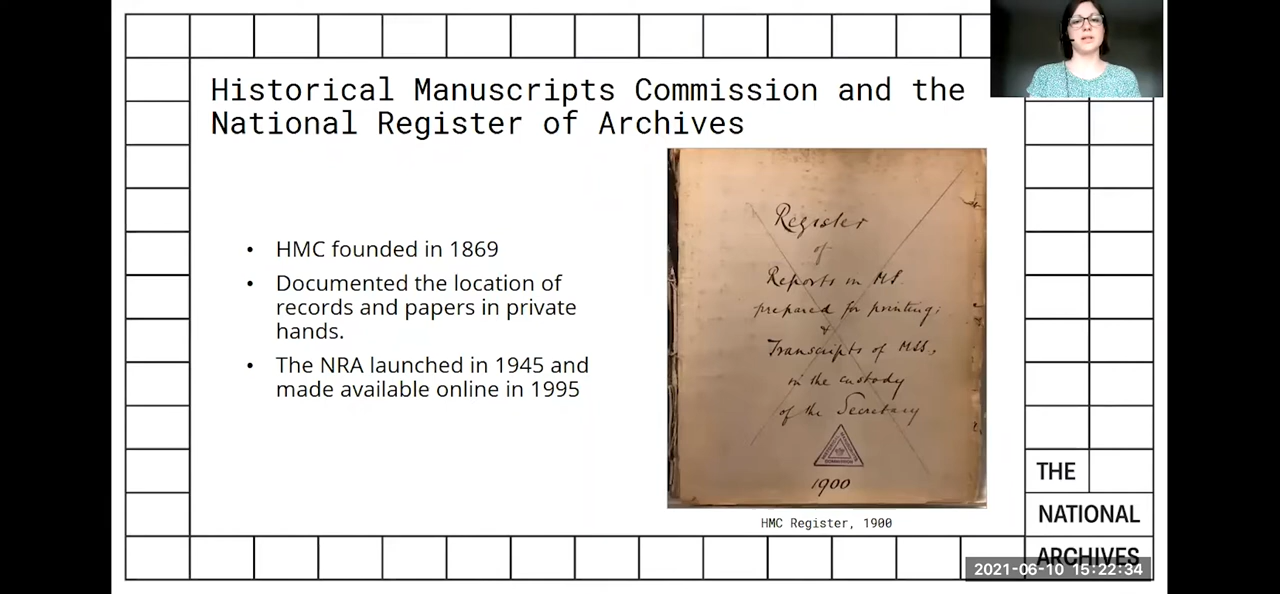 Historical Manuscripts Commission and the
National Register of Archives
• HMC founded in 1869
• Documented the location of
records and papers in private
hands.
• The NRA launched in 1945 and
made available online in 1995
Register
of
Reports in MS.
prepared for printing;
&
Transcripts of MSS,
in the custody
of the Secretary
1900
HMC Register, 1900
THE
NATIONAL
ARCHIVES
2021-06-10 15:22:34